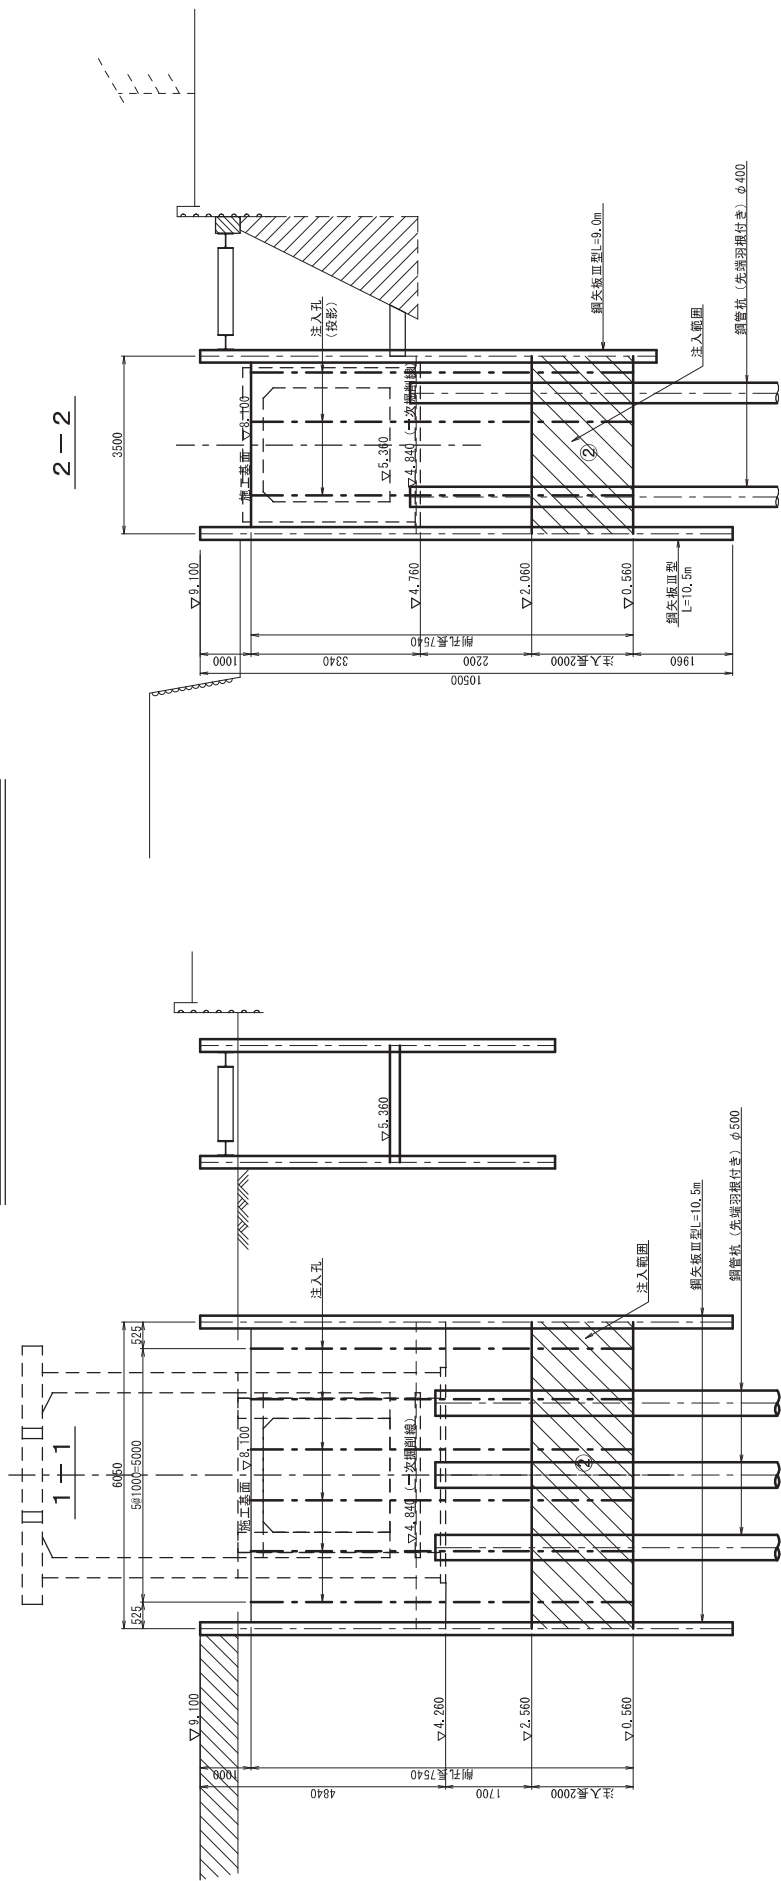 2－2
3500
施工基面
▽8.100
注入孔
(投影)
▽5.360
▽4.840 (一次掘削線)
②
鋼矢板Ⅲ型L=9.0m
注入範囲
鋼管杭 (先端羽根付き) φ400
▽9.100
▽4.760
▽2.060
▽0.560
鋼矢板Ⅲ型
L=10.5m
1000
3340
2200
注入長2000
1960
削孔長7540
10500
▽5.360
1－1
6050
525
5@1000=5000
525
施工基面
▽8.100
注入孔
▽4.840 (一次掘削線)
②
注入範囲
鋼矢板Ⅲ型L=10.5m
鋼管杭 (先端羽根付き) φ500
▽9.100
▽4.260
▽2.560
▽0.560
1000
削孔長7540
4840
1700
注入長2000